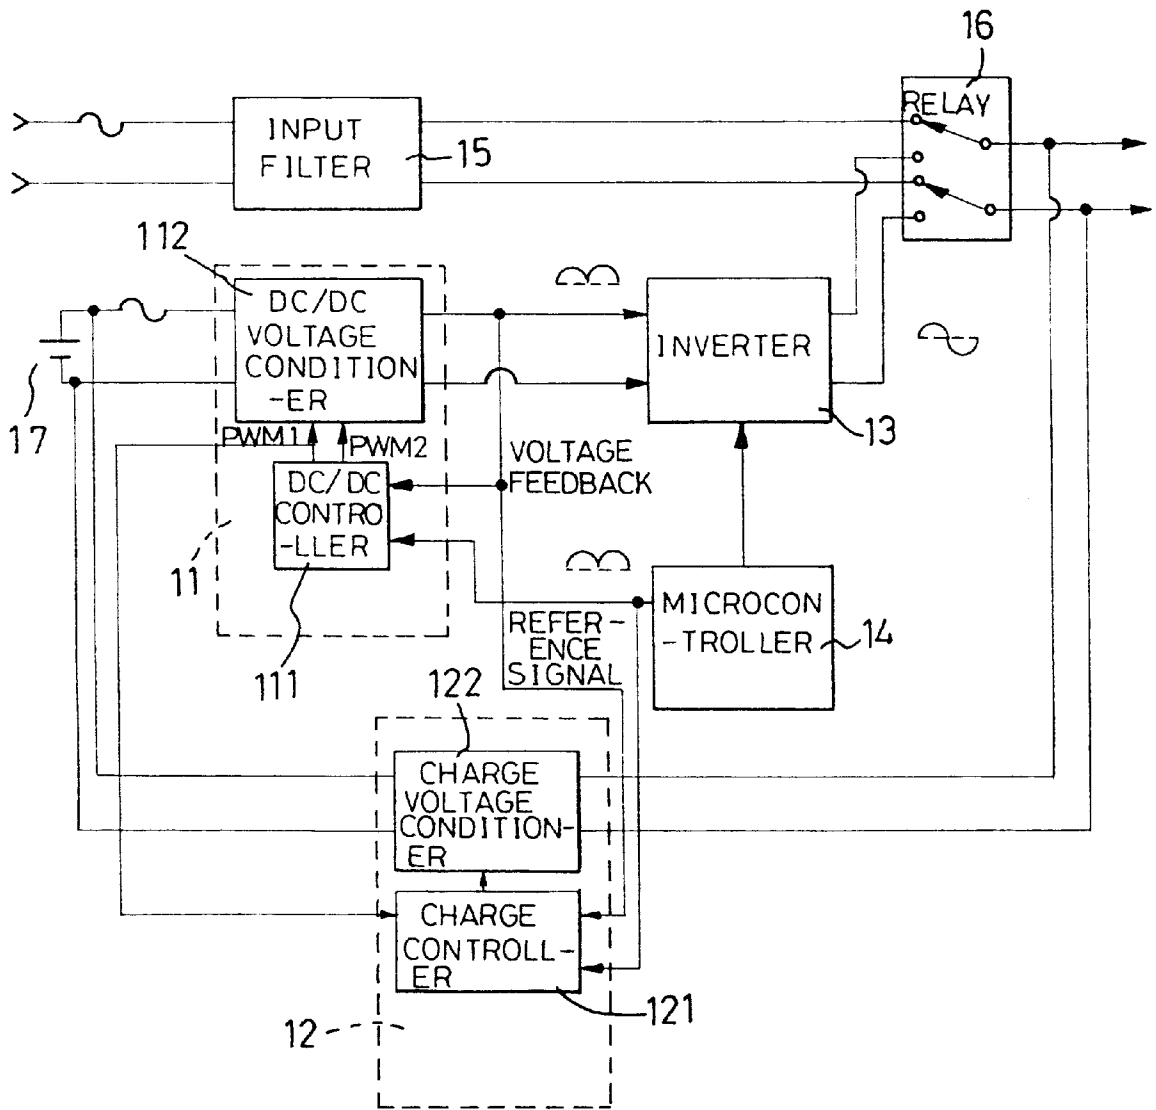 16
RELAY
INPUT
FILTER
15
112
DC/DC
VOLTAGE
CONDITION
-ER
INVERTER
13
17
PWM1
PWM2
VOLTAGE
FEEDBACK
DC/DC
CONTRO
-LLER
11
111
MICROCON
-TROLLER
14
REFER-
ENCE
SIGNAL
122
CHARGE
VOLTAGE
CONDITION-
ER
CHARGE
CONTROLL-
ER
121
12